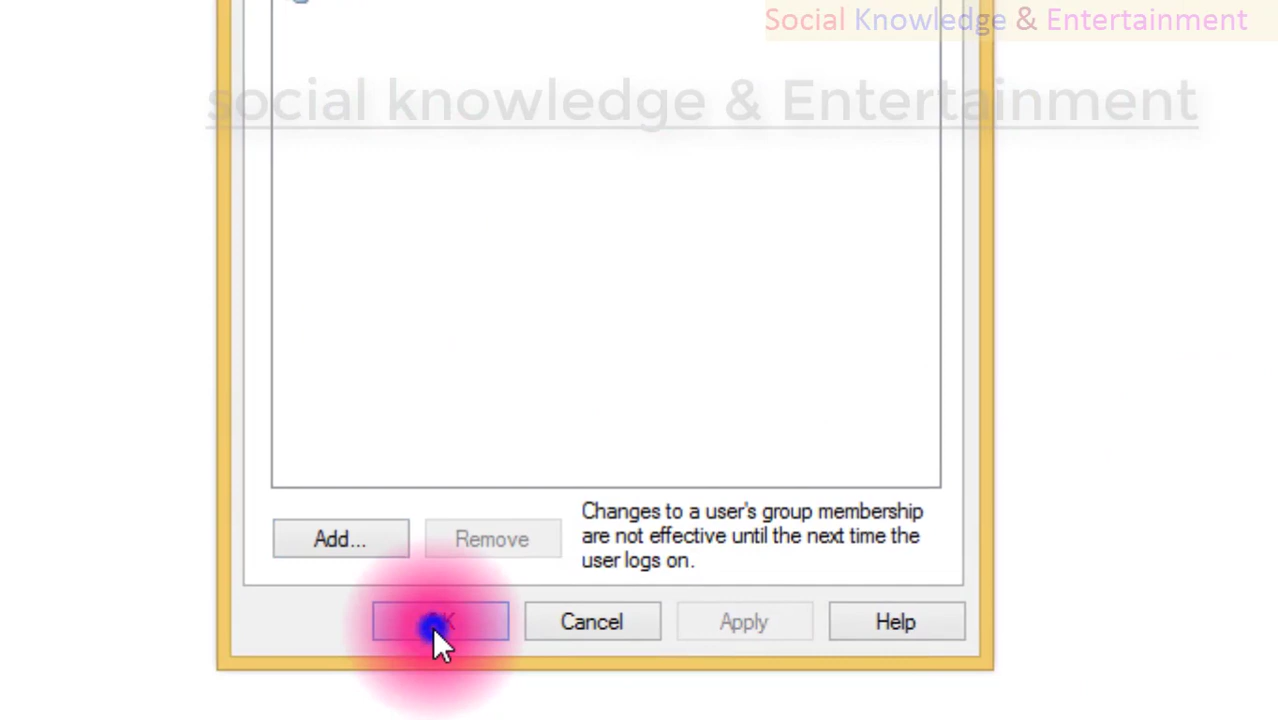 Social Knowledge & Entertainment
social knowledge & Entertainment
Changes to a user's group membership
are not effective until the next time the
user logs on.
Add...
Remove
OK
Cancel
Apply
Help